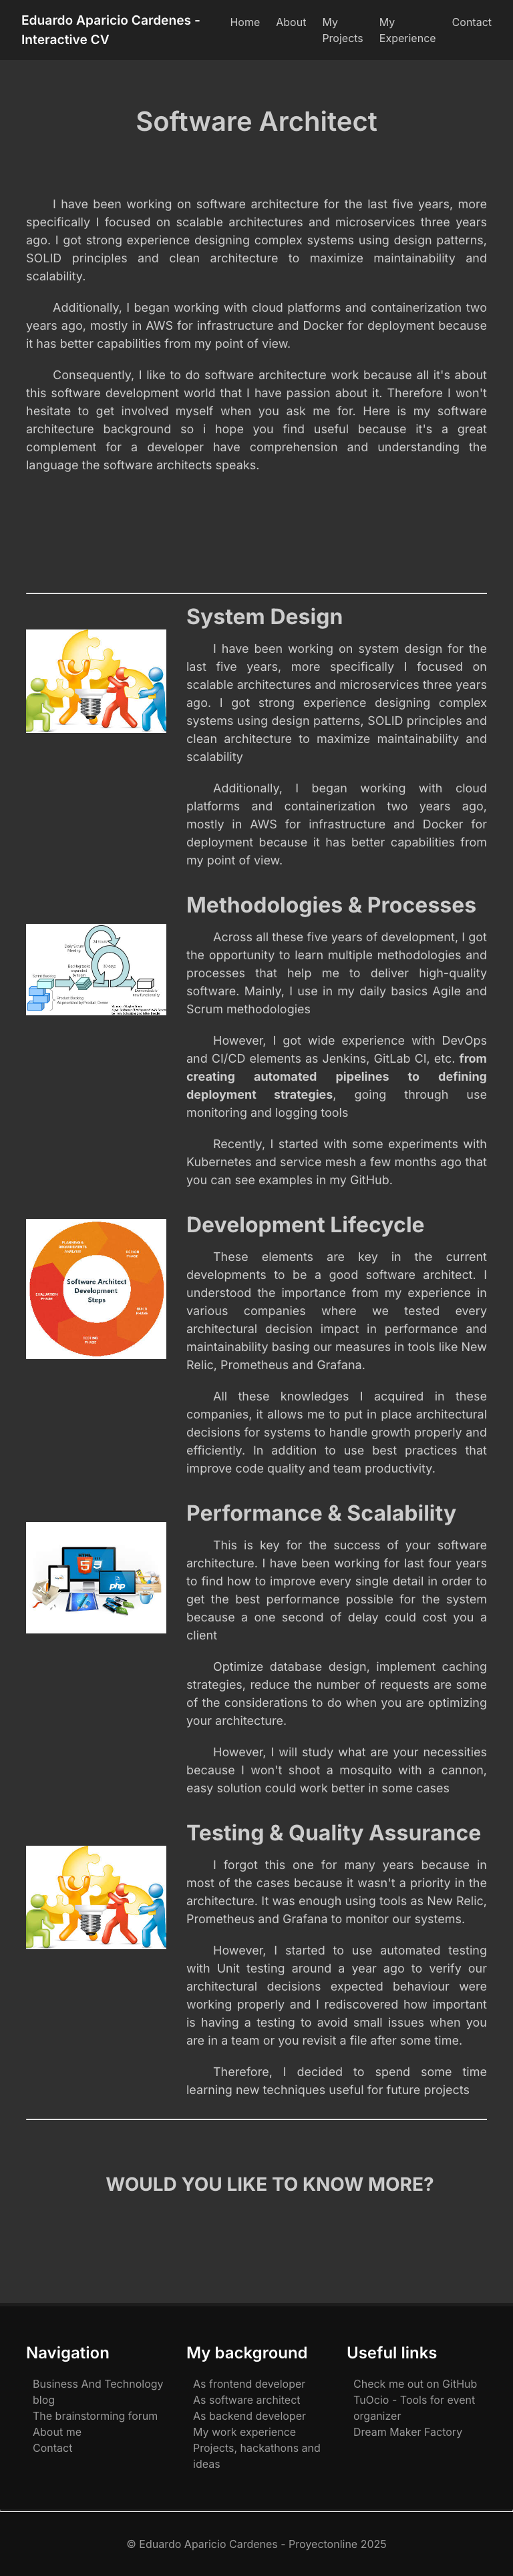 Eduardo Aparicio Cardenes -
Interactive CV
Home
About
My
Projects
My
Experience
Contact
Software Architect
I have been working on software architecture for the last five years, more
specifically I focused on scalable architectures and microservices three years
ago. I got strong experience designing complex systems using design patterns,
SOLID principles and clean architecture to maximize maintainability and
scalability.
Additionally, I began working with cloud platforms and containerization two
years ago, mostly in AWS for infrastructure and Docker for deployment because
it has better capabilities from my point of view.
Consequently, I like to do software architecture work because all it's about
this software development world that I have passion about it. Therefore I won't
hesitate to get involved myself when you ask me for. Here is my software
architecture background so i hope you find useful because it's a great
complement for a developer have comprehension and understanding the
language the software architects speaks.
System Design
I have been working on system design for the
last five years, more specifically I focused on
scalable architectures and microservices three years
ago. I got strong experience designing complex
systems using design patterns, SOLID principles and
clean architecture to maximize maintainability and
scalability
Additionally, I began working with cloud
platforms and containerization two years ago,
mostly in AWS for infrastructure and Docker for
deployment because it has better capabilities from
my point of view.
Methodologies & Processes
Across all these five years of development, I got
the opportunity to learn multiple methodologies and
processes that help me to deliver high-quality
software. Mainly, I use in my daily basics Agile and
Scrum methodologies
However, I got wide experience with DevOps
and CI/CD elements as Jenkins, GitLab CI, etc. from
creating automated pipelines to defining
deployment strategies, going through use
monitoring and logging tools
Recently, I started with some experiments with
Kubernetes and service mesh a few months ago that
you can see examples in my GitHub.
Software Architect
Development
Steps
Development Lifecycle
These elements are key in the current
developments to be a good software architect. I
understood the importance from my experience in
various companies where we tested every
architectural decision impact in performance and
maintainability basing our measures in tools like New
Relic, Prometheus and Grafana.
All these knowledges I acquired in these
companies, it allows me to put in place architectural
decisions for systems to handle growth properly and
efficiently. In addition to use best practices that
improve code quality and team productivity.
HTML
5
php
Performance & Scalability
This is key for the success of your software
architecture. I have been working for last four years
to find how to improve every single detail in order to
get the best performance possible for the system
because a one second of delay could cost you a
client
Optimize database design, implement caching
strategies, reduce the number of requests are some
of the considerations to do when you are optimizing
your architecture.
However, I will study what are your necessities
because I won't shoot a mosquito with a cannon,
easy solution could work better in some cases
Testing & Quality Assurance
I forgot this one for many years because in
most of the cases because it wasn't a priority in the
architecture. It was enough using tools as New Relic,
Prometheus and Grafana to monitor our systems.
However, I started to use automated testing
with Unit testing around a year ago to verify our
architectural decisions expected behaviour were
working properly and I rediscovered how important
is having a testing to avoid small issues when you
are in a team or you revisit a file after some time.
Therefore, I decided to spend some time
learning new techniques useful for future projects
WOULD YOU LIKE TO KNOW MORE?
Navigation
Business And Technology
blog
The brainstorming forum
About me
Contact
My background
As frontend developer
As software architect
As backend developer
My work experience
Projects, hackathons and
ideas
Useful links
Check me out on GitHub
TuOcio - Tools for event
organizer
Dream Maker Factory
© Eduardo Aparicio Cardenes - Proyectonline 2025